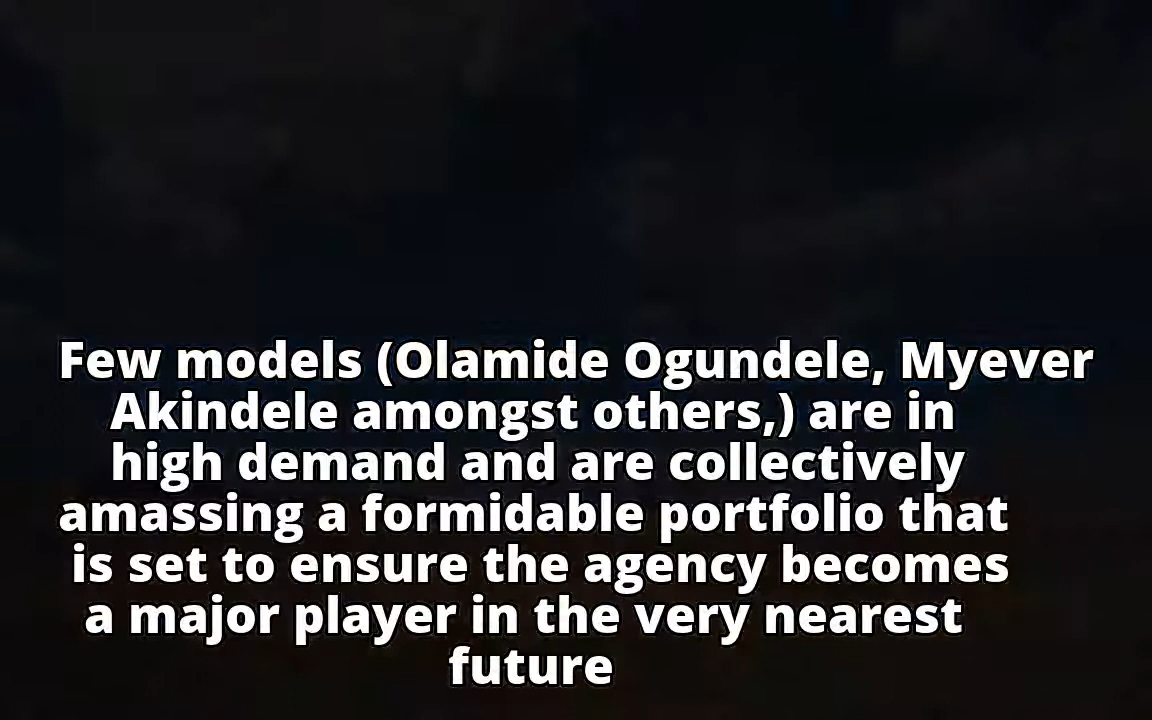 Few models (Olamide Ogundele, Myever
Akindele amongst others,) are in
high demand and are collectively
amassing a formidable portfolio that
is set to ensure the agency becomes
a major player in the very nearest
future